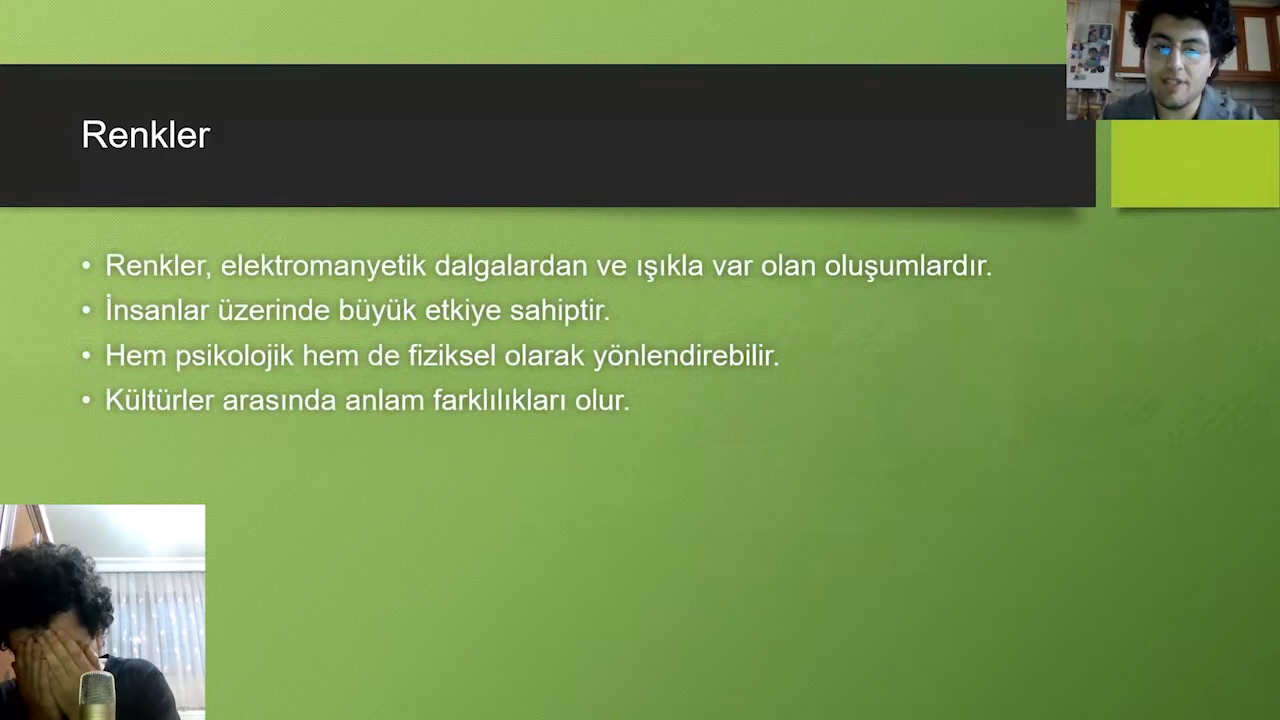 Renkler
• Renkler, elektromanyetik dalgalardan ve ışıkla var olan oluşumlardır.
• İnsanlar üzerinde büyük etkiye sahiptir.
• Hem psikolojik hem de fiziksel olarak yönlendirebilir.
• Kültürler arasında anlam farklılıkları olur.